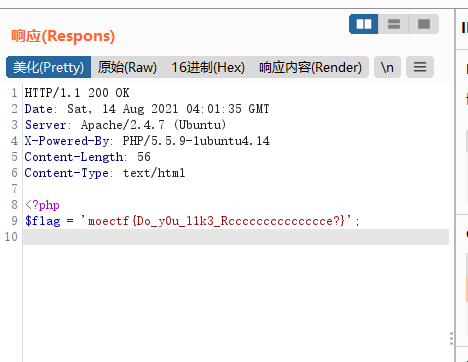 响应(Respons)
美化(Pretty) 原始(Raw) 16进制(Hex) 响应内容(Render) \n
1 HTTP/1.1 200 OK
2 Date: Sat, 14 Aug 2021 04:01:35 GMT
3 Server: Apache/2.4.7 (Ubuntu)
4 X-Powered-By: PHP/5.5.9-1ubuntu4.14
5 Content-Length: 56
6 Content-Type: text/html
7
8 <?php
9 $flag = 'moectf{Do_y0u_l1k3_Rccccccccccccccce?}';
10